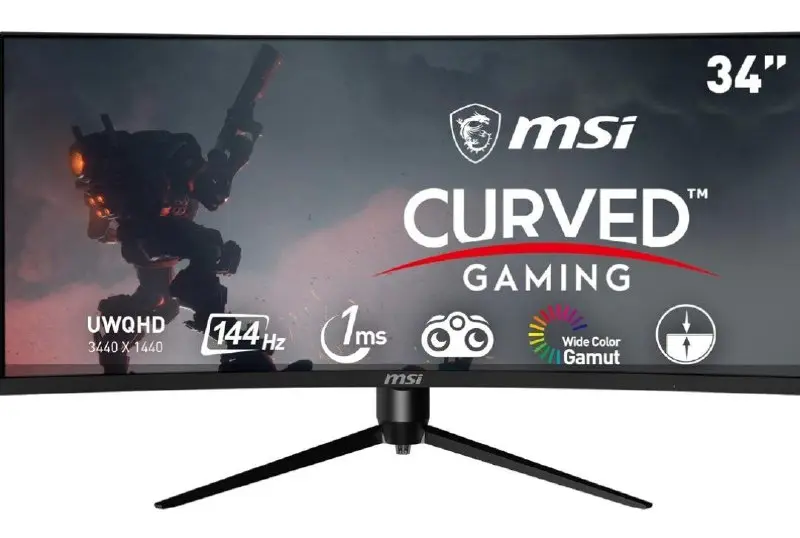 34”
msi
CURVED™
GAMING
UWQHD
3440 X 1440
144Hz
1ms
Wide Color
Gamut
msi